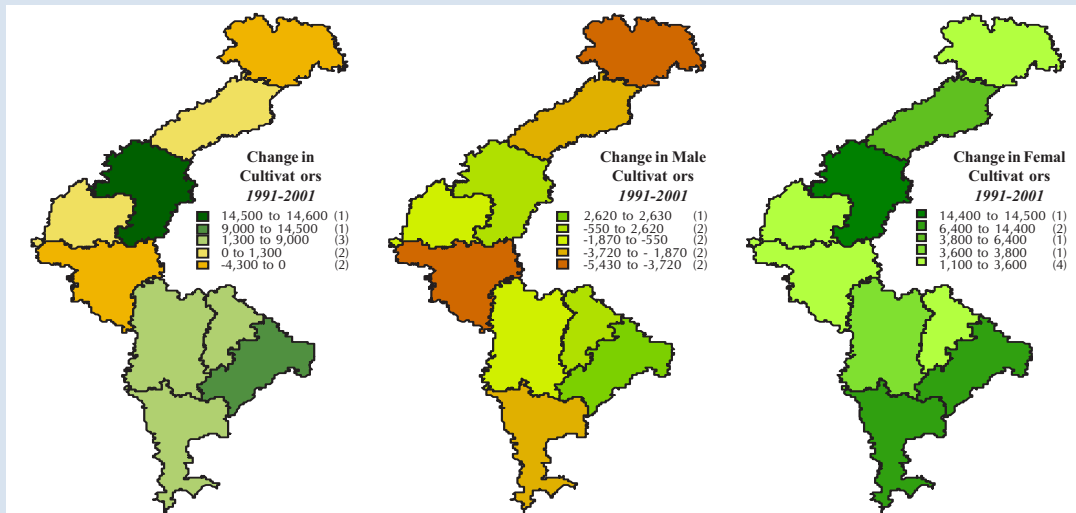 Change in
Cultivat ors
1991-2001
14,500 to 14,600 (1)
9,000 to 14,500 (1)
1,300 to 9,000 (3)
0 to 1,300 (2)
-4,300 to 0 (2)
Change in Male
Cultivat ors
1991-2001
2,620 to 2,630 (1)
-550 to 2,620 (2)
-1,870 to -550 (2)
-3,720 to - 1,870 (2)
-5,430 to -3,720 (2)
Change in Femal
Cultivat ors
1991-2001
14,400 to 14,500 (1)
6,400 to 14,400 (2)
3,800 to 6,400 (1)
3,600 to 3,800 (1)
1,100 to 3,600 (4)